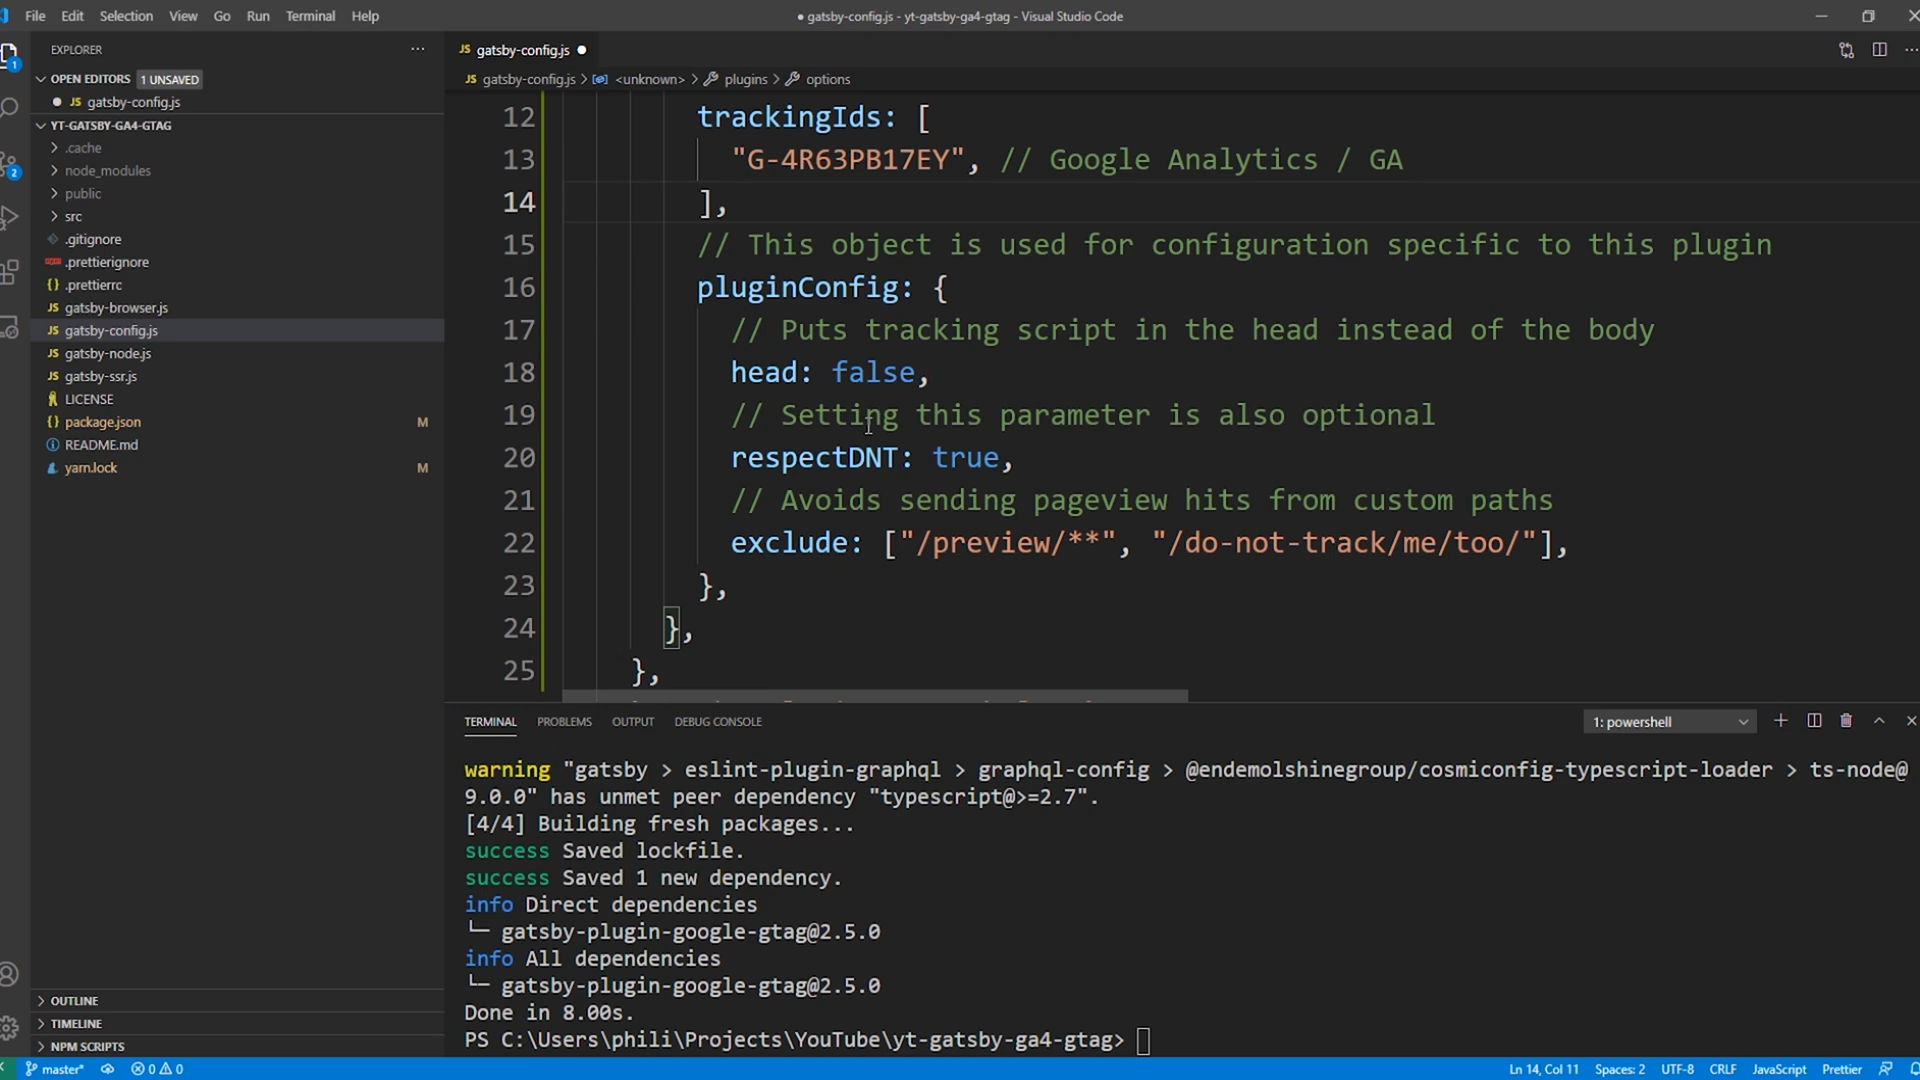 File Edit Selection View Go Run Terminal Help
● gatsby-config.js - yt-gatsby-ga4-gtag - Visual Studio Code
EXPLORER
OPEN EDITORS 1 UNSAVED
JS gatsby-config.js
YT-GATSBY-GA4-GTAG
.cache
node_modules
public
src
.gitignore
.prettierignore
{} .prettierrc
JS gatsby-browser.js
JS gatsby-config.js
JS gatsby-node.js
JS gatsby-ssr.js
LICENSE
{} package.json M
README.md
yarn.lock M
OUTLINE
TIMELINE
NPM SCRIPTS
1
2
JS gatsby-config.js ●
JS gatsby-config.js > <unknown> > plugins > options
12 trackingIds: [
13 "G-4R63PB17EY", // Google Analytics / GA
14 ],
15 // This object is used for configuration specific to this plugin
16 pluginConfig: {
17 // Puts tracking script in the head instead of the body
18 head: false,
19 // Setting this parameter is also optional
20 respectDNT: true,
21 // Avoids sending pageview hits from custom paths
22 exclude: ["/preview/**", "/do-not-track/me/too/"],
23 },
24 },
25 },
TERMINAL PROBLEMS OUTPUT DEBUG CONSOLE 1: powershell
warning "gatsby > eslint-plugin-graphql > graphql-config > @endemolshinegroup/cosmiconfig-typescript-loader > ts-node@
9.0.0" has unmet peer dependency "typescript@>=2.7".
[4/4] Building fresh packages...
success Saved lockfile.
success Saved 1 new dependency.
info Direct dependencies
└─ gatsby-plugin-google-gtag@2.5.0
info All dependencies
└─ gatsby-plugin-google-gtag@2.5.0
Done in 8.00s.
PS C:\Users\phili\Projects\YouTube\yt-gatsby-ga4-gtag>
master* 0 0 Ln 14, Col 11 Spaces: 2 UTF-8 CRLF JavaScript Prettier